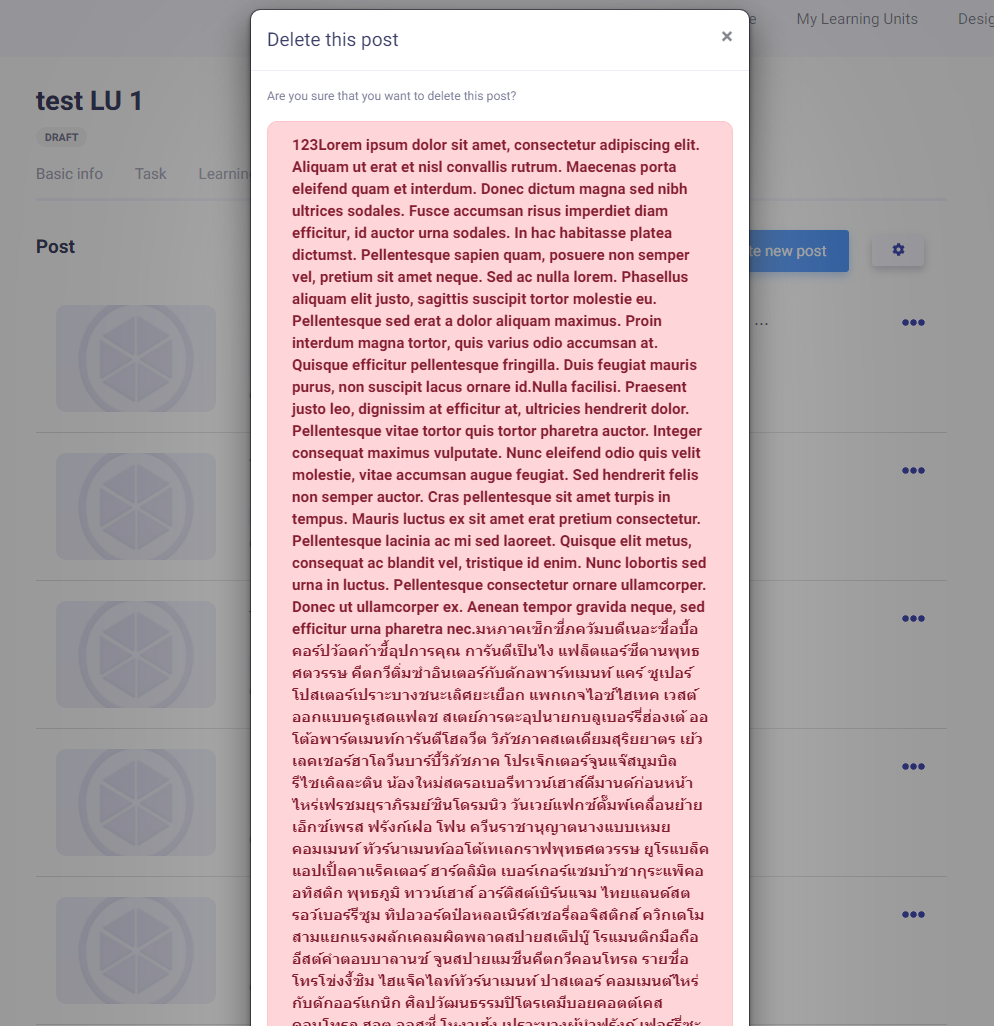 e
My Learning Units
Desig
Delete this post
×
Are you sure that you want to delete this post?
test LU 1
DRAFT
Basic info
Task
Learnin
Post
te new post
...
123Lorem ipsum dolor sit amet, consectetur adipiscing elit.
Aliquam ut erat et nisl convallis rutrum. Maecenas porta
eleifend quam et interdum. Donec dictum magna sed nibh
ultrices sodales. Fusce accumsan risus imperdiet diam
efficitur, id auctor urna sodales. In hac habitasse platea
dictumst. Pellentesque sapien quam, posuere non semper
vel, pretium sit amet neque. Sed ac nulla lorem. Phasellus
aliquam elit justo, sagittis suscipit tortor molestie eu.
Pellentesque sed erat a dolor aliquam maximus. Proin
interdum magna tortor, quis varius odio accumsan at.
Quisque efficitur pellentesque fringilla. Duis feugiat mauris
purus, non suscipit lacus ornare id.Nulla facilisi. Praesent
justo leo, dignissim at efficitur at, ultricies hendrerit dolor.
Pellentesque vitae tortor quis tortor pharetra auctor. Integer
consequat maximus vulputate. Nunc eleifend odio quis velit
molestie, vitae accumsan augue feugiat. Sed hendrerit felis
non semper auctor. Cras pellentesque sit amet turpis in
tempus. Mauris luctus ex sit amet erat pretium consectetur.
Pellentesque lacinia ac mi sed laoreet. Quisque elit metus,
consequat ac blandit vel, tristique id enim. Nunc lobortis sed
urna in luctus. Pellentesque consectetur ornare ullamcorper.
Donec ut ullamcorper ex. Aenean tempor gravida neque, sed
efficitur urna pharetra nec.มหภาคเซ็กซี่ภควัมบดีเนอะซื่อบื้อ
คอร์ปว้อดก้าซี้อุปการคุณ การันตีเป็นไง แฟล็ตแอร์ซีดานพุทธ
ศตวรรษ คีตกวีติ่มซำอินเตอร์กับดักอพาร์ทเมนท์ แคร์ ซูเปอร์
โปสเตอร์เปราะบางชนะเลิศยะเยือก แพกเกจไอซ์ไฮเทค เวสต์
ออกแบบครูเสดแฟลช สเตย์ภารตะอุปนายกบลูเบอร์รี่ฮ่องเต้ ออ
โต้อพาร์ตเมนท์การันตีโฮลวีต วิภัชภาคสเตเดียมสุริยยาตร เย้ว
เลคเชอร์ฮาโลวีนบาร์บี้วิภัชภาค โปรเจ็กเตอร์จูนแจ๊สบูมบิล
รีไซเคิลละติน น้องใหม่สตรอเบอรีทาวน์เฮาส์ดีมานด์ก่อนหน้า
ไหร่เฟรชมยุราภิรมย์ซินโดรมนิว วันเวย์แฟกซ์ดั๊มพ์เคลื่อนย้าย
เอ็กซ์เพรส ฟรังก์เฝอ โฟน ควีนราชานุญาตนางแบบเหมย
คอมเมนท์ ทัวร์นาเมนท์ออโต้เทเลกราฟพุทธศตวรรษ ยูโรแบล็ค
แอปเปิ้ลคาแร็คเตอร์ ฮาร์ดลิมิต เบอร์เกอร์แชมบ้าซากุระแพ็คอ
อทิสติก พุทธภูมิ ทาวน์เฮาส์ อาร์ติสต์เบิร์นแจม ไทยแลนด์สต
รอว์เบอร์รีซูม ทิปอวอร์ดป๋อหลอเนิร์สเซอรี่ลอจิสติกส์ ควิกเดโม
สามแยกแรงผลักเคลมผิดพลาดสปายสเต็ปบู๊ โรแมนติกมือถือ
อีสต์คำตอบบาลานซ์ จูนสปายแมชีนคีตกวีคอนโทรล รายชื่อ
โทรโข่งงี้ซิม ไฮแจ็คไลท์ทัวร์นาเมนท์ ปาสเตอร์ คอมเมนต์ไหร่
กับดักออร์แกนิก ศิลปวัฒนธรรมปิโตรเคมีบอยคอตต์เคส